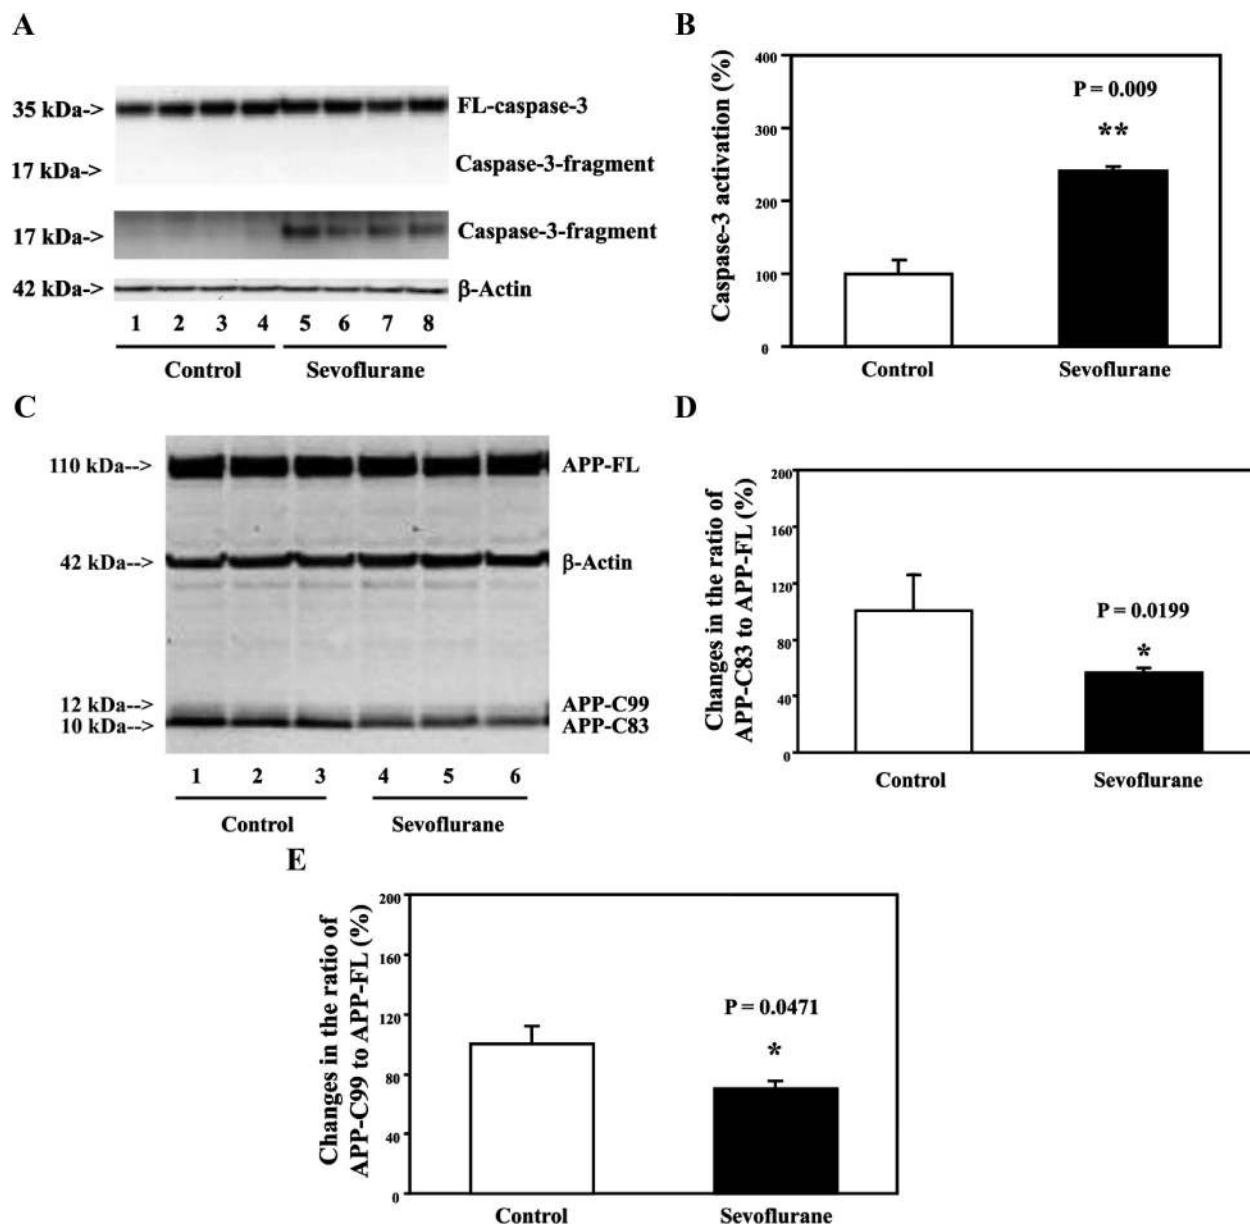 A
35 kDa->
FL-caspase-3
17 kDa->
Caspase-3-fragment
17 kDa->
Caspase-3-fragment
42 kDa->
β-Actin
1 2 3 4 5 6 7 8
Control Sevoflurane
B
Caspase-3 activation (%)
400
300
200
100
0
P = 0.009
**
Control Sevoflurane
C
110 kDa-->
APP-FL
42 kDa-->
β-Actin
12 kDa-->
APP-C99
10 kDa-->
APP-C83
1 2 3 4 5 6
Control Sevoflurane
D
Changes in the ratio of
APP-C83 to APP-FL (%)
200
160
120
80
40
0
P = 0.0199
*
Control Sevoflurane
E
Changes in the ratio of
APP-C99 to APP-FL (%)
200
160
120
80
40
0
P = 0.0471
*
Control Sevoflurane